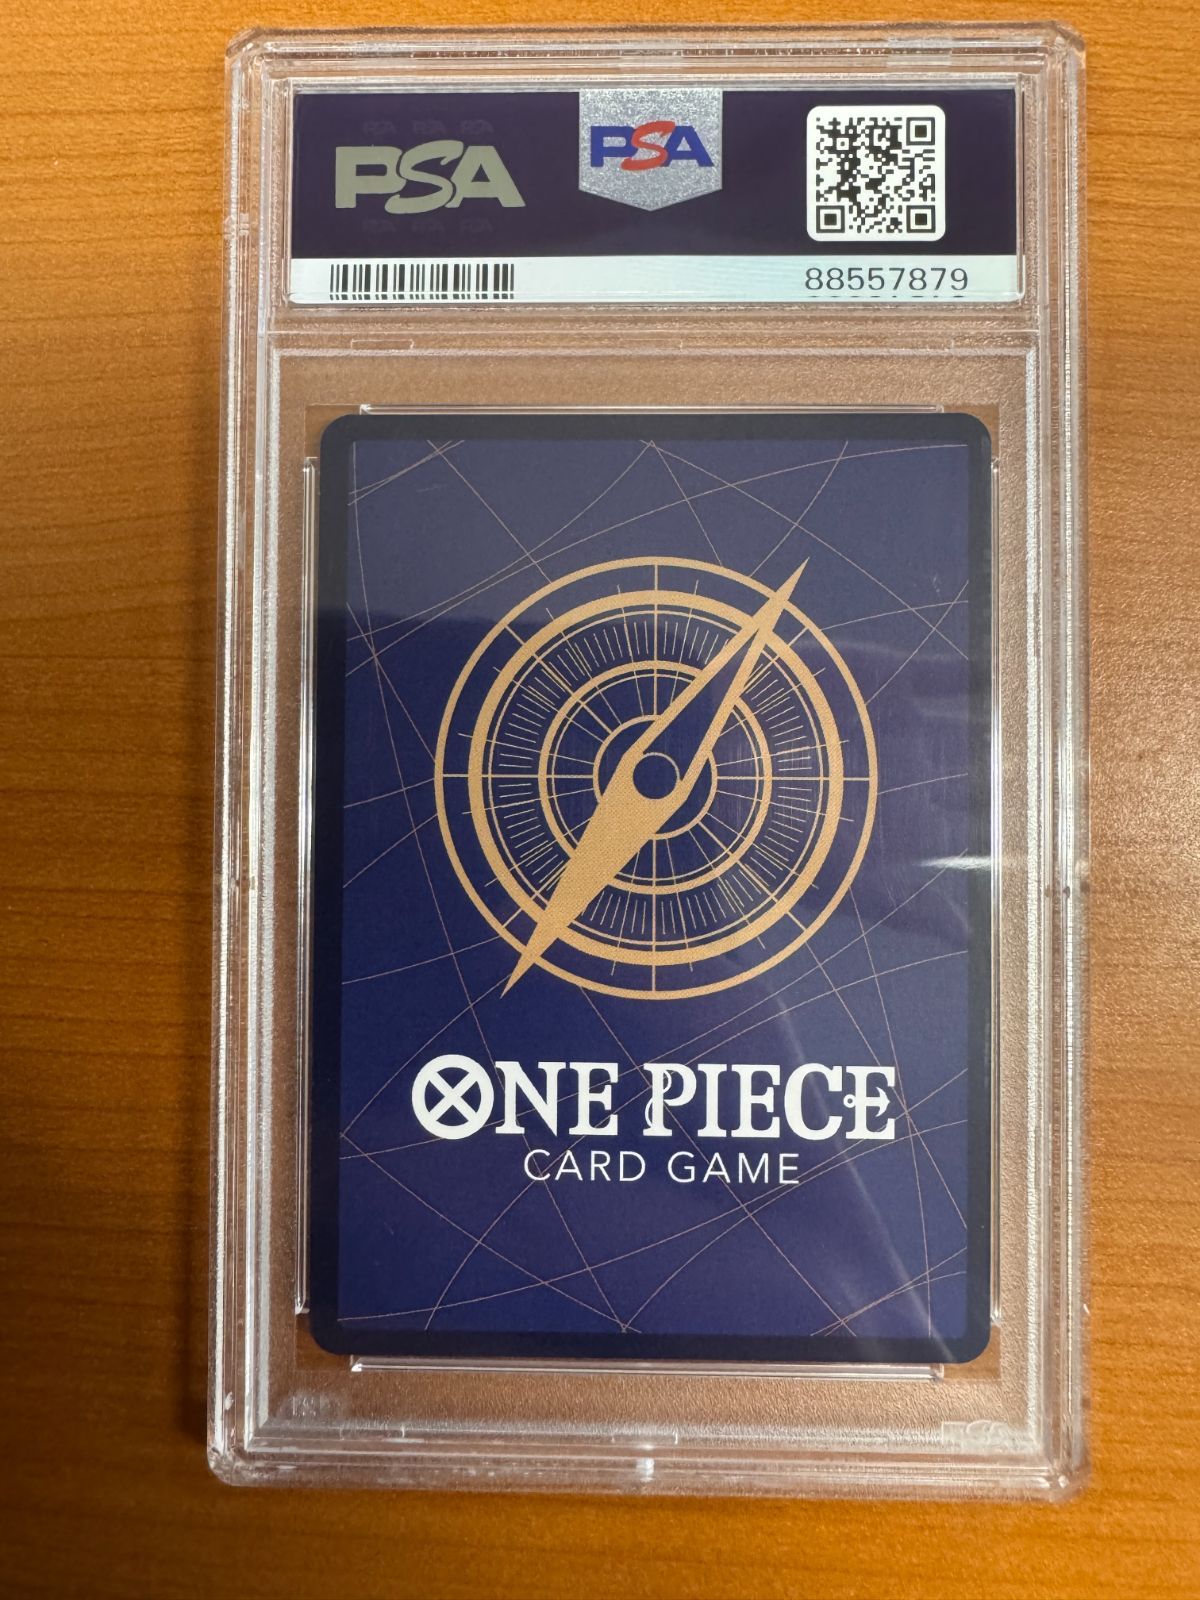 PSA
PSA
88557879
ONE PIECE
CARD GAME